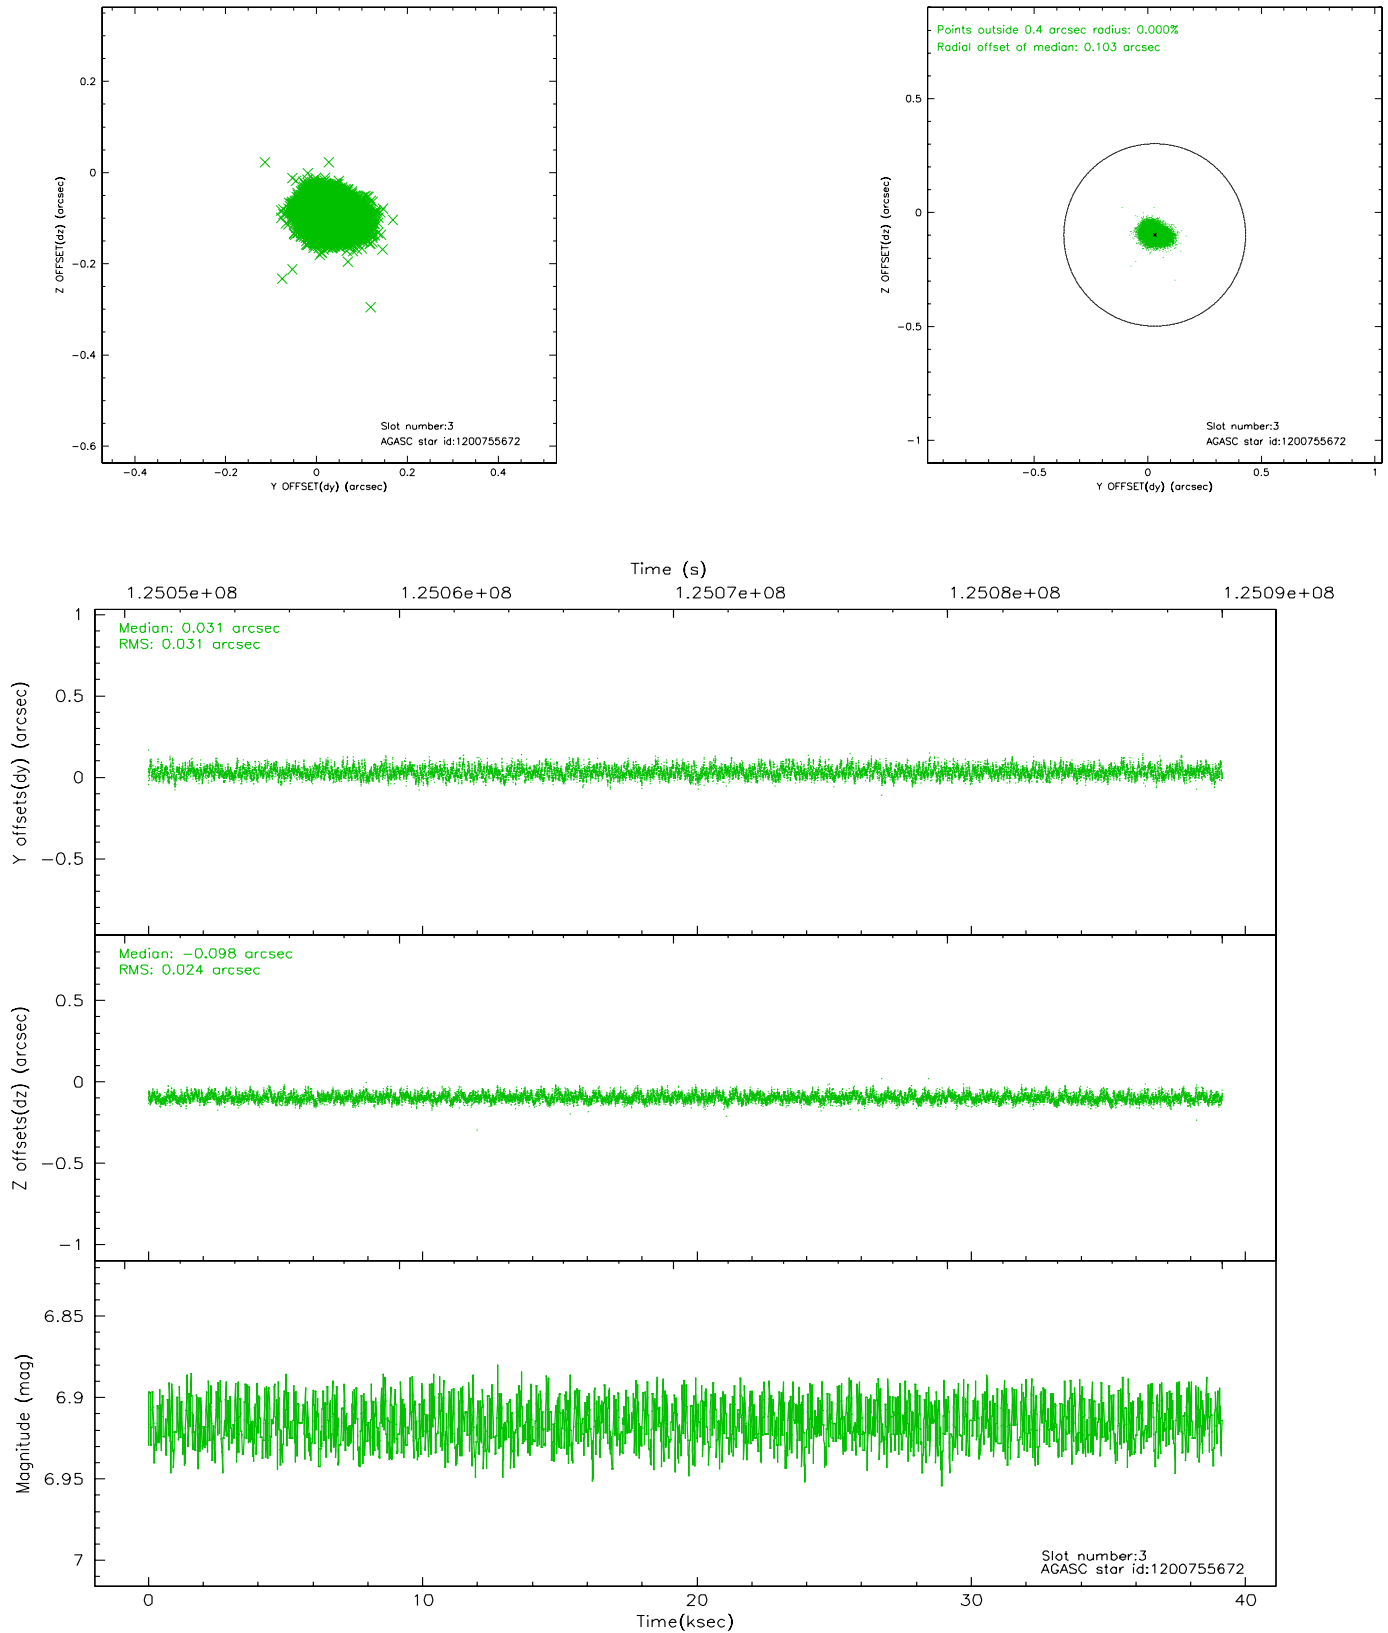 0.2
0
-0.2
-0.4
-0.6
Z OFFSET(dz) (arcsec)
Slot number:3
AGASC star id:1200755672
-0.4 -0.2 0 0.2 0.4
Y OFFSET(dy) (arcsec)
Points outside 0.4 arcsec radius: 0.000%
Radial offset of median: 0.103 arcsec
0.5
0
-0.5
-1
Z OFFSET(dz) (arcsec)
Slot number:3
AGASC star id:1200755672
-0.5 0 0.5 1
Y OFFSET(dy) (arcsec)
Time (s)
1.2505e+08 1.2506e+08 1.2507e+08 1.2508e+08 1.2509e+08
Median: 0.031 arcsec
RMS: 0.031 arcsec
1
0.5
0
-0.5
Y offsets(dy) (arcsec)
Median: -0.098 arcsec
RMS: 0.024 arcsec
0.5
0
-0.5
-1
Z offsets(dz) (arcsec)
6.85
6.9
6.95
7
Magnitude (mag)
Slot number:3
AGASC star id:1200755672
0 10 20 30 40
Time(ksec)